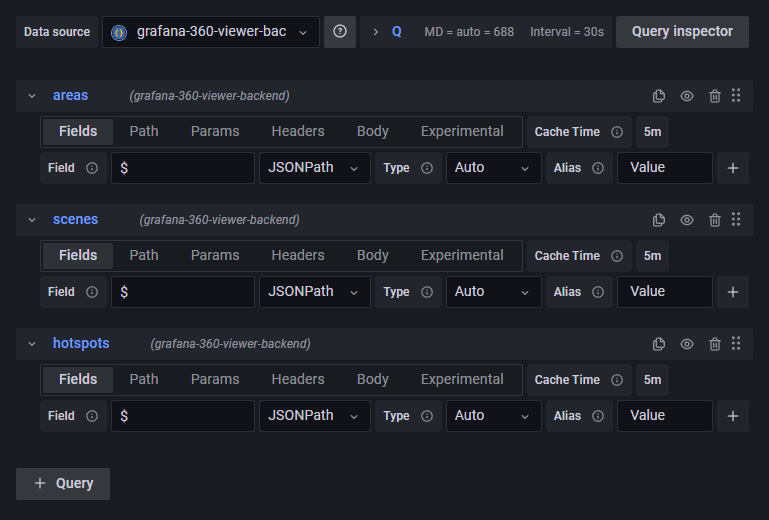 Data source grafana-360-viewer-bac Q MD = auto = 688 Interval = 30s Query inspector
areas (grafana-360-viewer-backend)
Fields Path Params Headers Body Experimental Cache Time 5m
Field $ JSONPath Type Auto Alias Value +
scenes (grafana-360-viewer-backend)
Fields Path Params Headers Body Experimental Cache Time 5m
Field $ JSONPath Type Auto Alias Value +
hotspots (grafana-360-viewer-backend)
Fields Path Params Headers Body Experimental Cache Time 5m
Field $ JSONPath Type Auto Alias Value +
+ Query